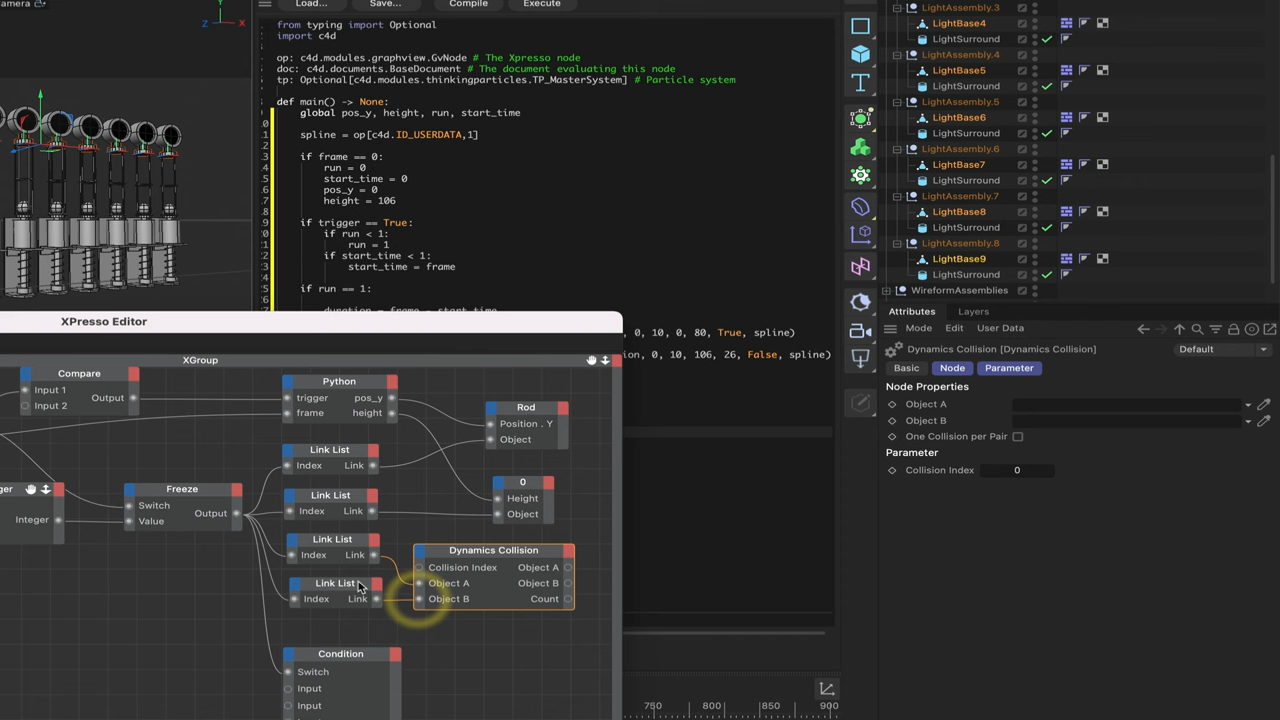 amera
Z
X
Load...
Save...
Compile
Execute
from typing import Optional
import c4d
op: c4d.modules.graphview.GvNode # The Xpresso node
doc: c4d.documents.BaseDocument # The document evaluating this node
tp: Optional[c4d.modules.thinkingparticles.TP_MasterSystem] # Particle system
def main() -> None:
global pos_y, height, run, start_time
spline = op[c4d.ID_USERDATA,1]
if frame == 0:
run = 0
start_time = 0
pos_y = 0
height = 106
if trigger == True:
if run < 1:
run = 1
if start_time < 1:
start_time = frame
if run == 1:
, 0, 10, 0, 80, True, spline)
ion, 0, 10, 106, 26, False, spline)
XPresso Editor
XGroup
Compare
Input 1
Output
Input 2
Python
trigger pos_y
frame height
Rod
Position . Y
Object
Link List
Index Link
0
Height
Object
Link List
Index Link
ger
Integer
Freeze
Switch
Output
Value
Link List
Index Link
Link List
Index Link
Dynamics Collision
Collision Index Object A
Object A Object B
Object B Count
Condition
Switch
Input
Input
750 800 850 900
LightAssembly.3
LightBase4
LightSurround
LightAssembly.4
LightBase5
LightSurround
LightAssembly.5
LightBase6
LightSurround
LightAssembly.6
LightBase7
LightSurround
LightAssembly.7
LightBase8
LightSurround
LightAssembly.8
LightBase9
LightSurround
WireformAssemblies
Attributes Layers
Mode Edit User Data
Dynamics Collision [Dynamics Collision]
Default
Basic Node Parameter
Node Properties
Object A
Object B
One Collision per Pair
Parameter
Collision Index 0